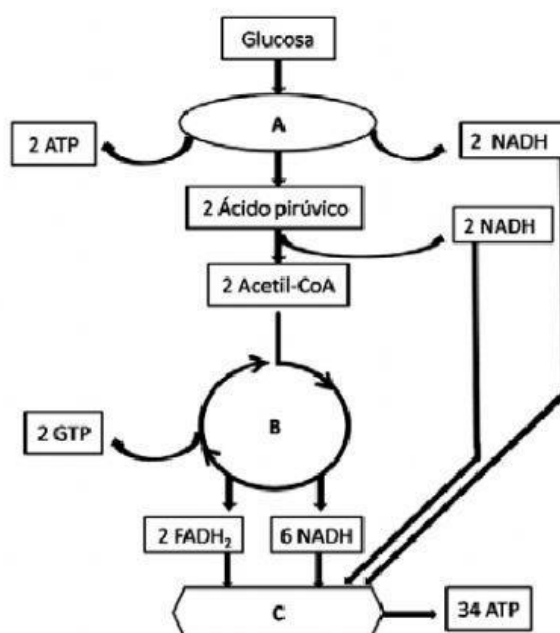 Glucosa
A
2 ATP
2 NADH
2 Ácido pirúvico
2 NADH
2 Acetil-CoA
B
2 GTP
2 FADH₂
6 NADH
C
34 ATP